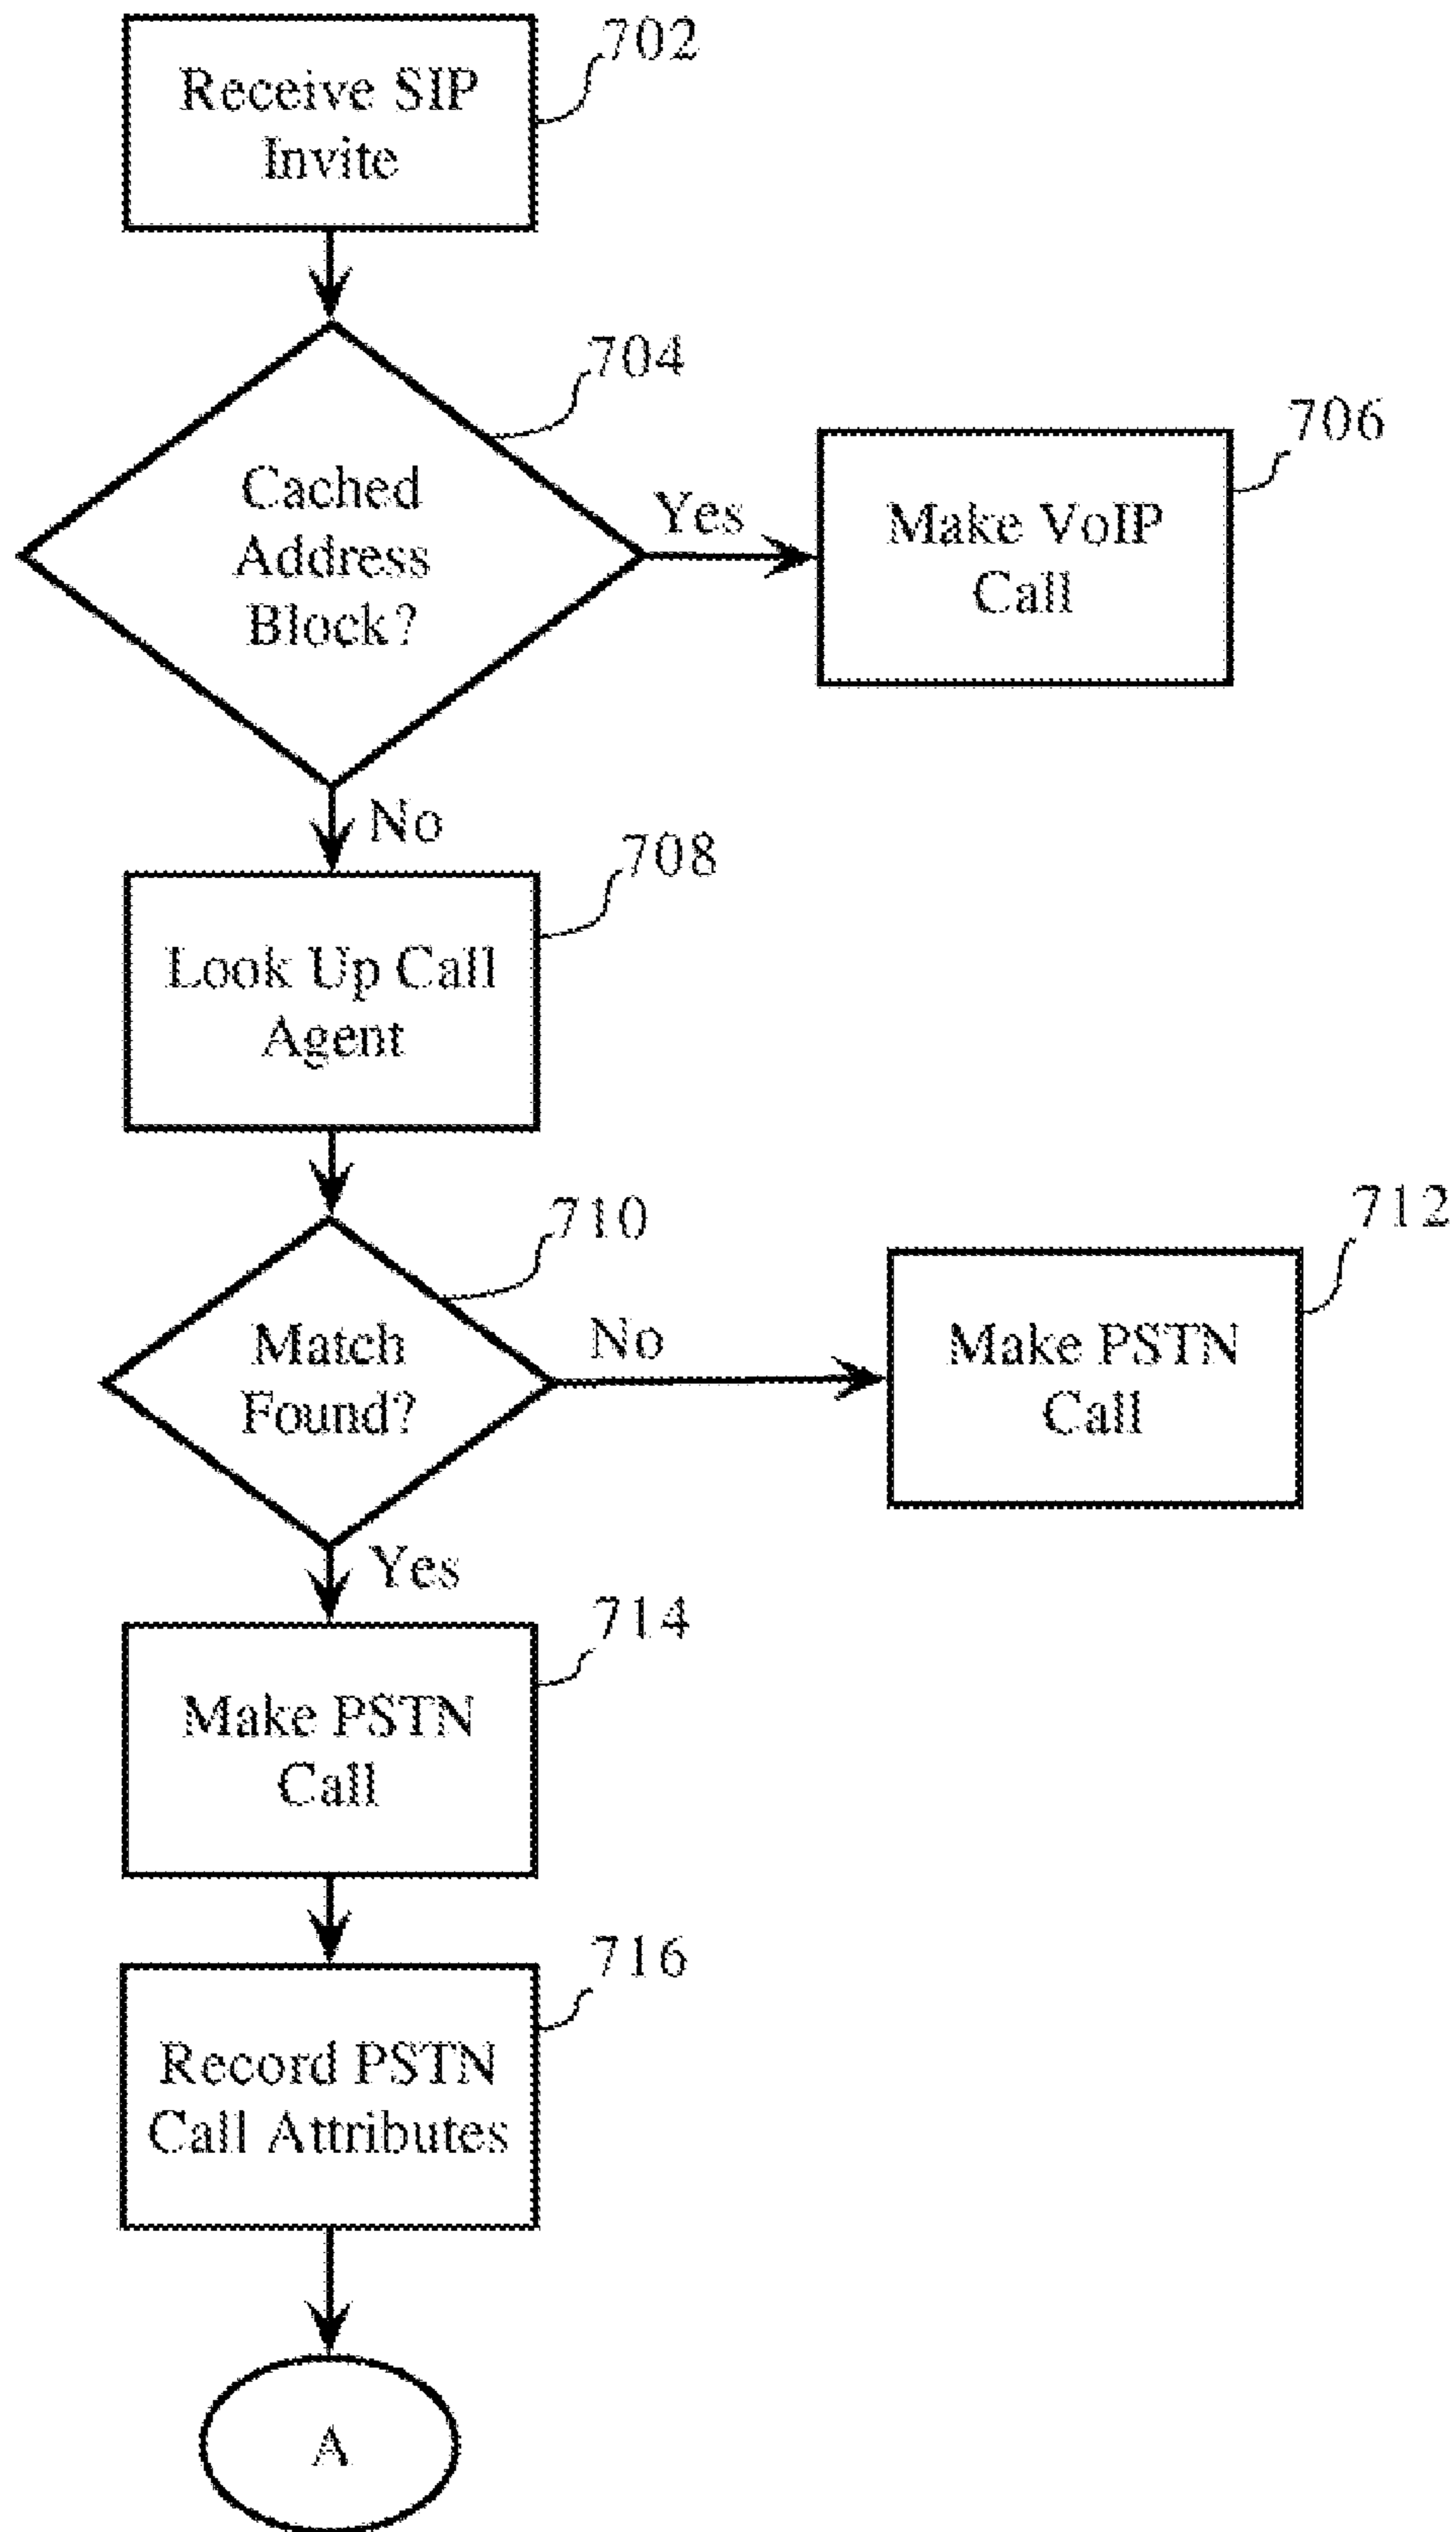 702
Receive SIP
Invite
704
Cached
Address
Block?
Yes
706
Make VoIP
Call
No
708
Look Up Call
Agent
710
Match
Found?
No
712
Make PSTN
Call
Yes
714
Make PSTN
Call
716
Record PSTN
Call Attributes
A